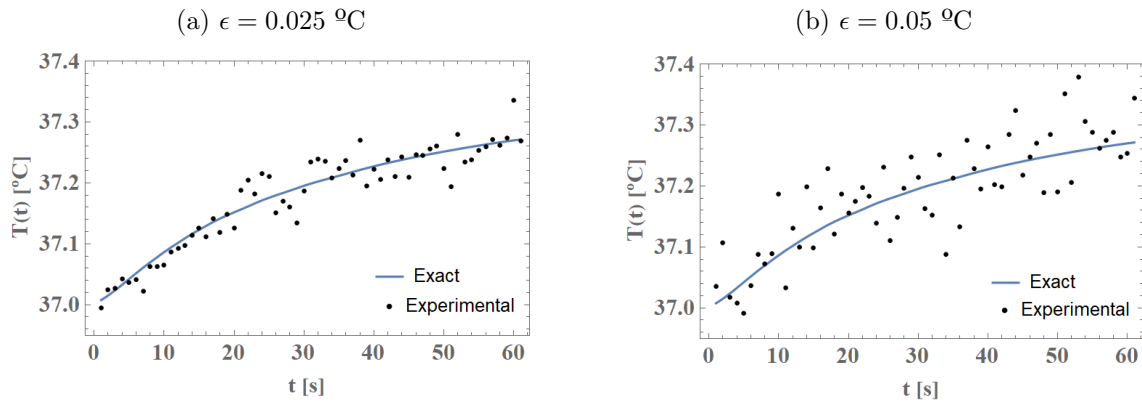 (a) ϵ = 0.025 ºC
37.4
37.3
37.2
37.1
37.0
T(t) [ºC]
0 10 20 30 40 50 60
t [s]
Exact
Experimental
(b) ϵ = 0.05 ºC
37.4
37.3
37.2
37.1
37.0
T(t) [ºC]
0 10 20 30 40 50 60
t [s]
Exact
Experimental